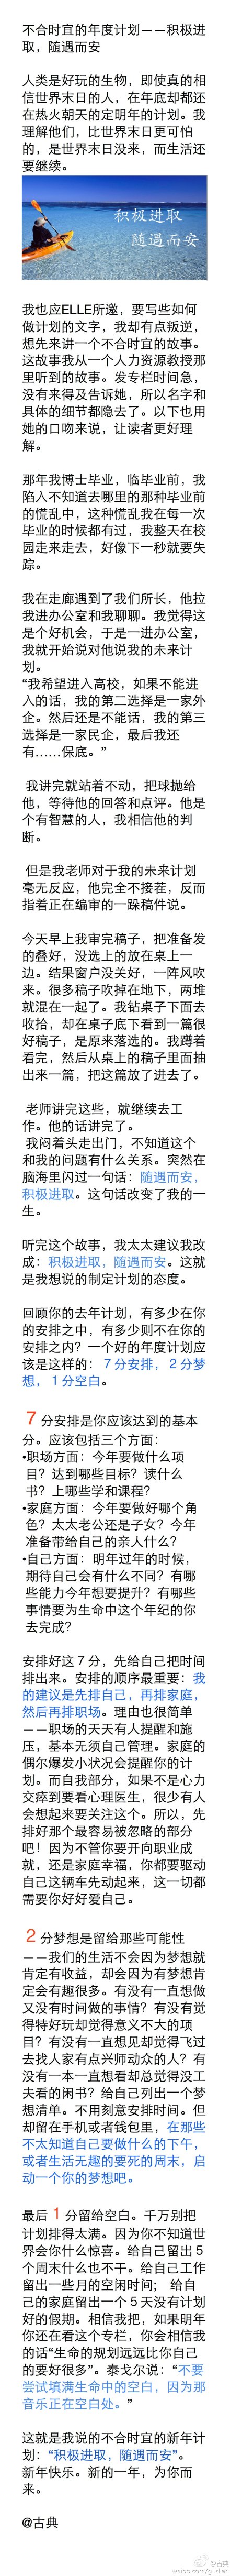 不合时宜的年度计划——积极进
取，随遇而安
人类是好玩的生物，即使真的相
信世界末日的人，在年底却都还
在热火朝天的定明年的计划。我
理解他们，比世界末日更可怕
的，是世界末日没来，而生活还
要继续。
积极进取
随遇而安
我也应ELLE所邀，要写些如何
做计划的文字，我却有点叛逆，
想先来讲一个不合时宜的故事。
这故事我从一个人力资源教授那
里听到的故事。发专栏时间急，
没有来得及告诉她，所以名字和
具体的细节都隐去了。以下也用
她的口吻来说，让读者更好理
解。
那年我博士毕业，临毕业前，我
陷入不知道去哪里的那种毕业前
的慌乱中，这种慌乱我在每一次
毕业的时候都有过，我整天在校
园走来走去，好像下一秒就要失
踪。
我在走廊遇到了我们所长，他拉
我进办公室和我聊聊。我觉得这
是个好机会，于是一进办公室，
我就开始说对他说我的未来计
划。
“我希望进入高校，如果不能进
入的话，我的第二选择是一家外
企。然后还是不能话，我的第三
选择是一家民企，最后我还
有……保底。”
我讲完就站着不动，把球抛给
他，等待他的回答和点评。他是
个有智慧的人，我相信他的判
断。
但是我老师对于我的未来计划
毫无反应，他完全不接茬，反而
指着正在编审的一跺稿件说。
今天早上我审完稿子，把准备发
的叠好，没选上的放在桌上一
边。结果窗户没关好，一阵风吹
来。很多稿子吹掉在地下，两堆
就混在一起了。我钻桌子下面去
收拾，却在桌子底下看到一篇很
好稿子，是原来落选的。我蹲着
看完，然后从桌上的稿子里面抽
出来一篇，把这篇放了进去了。
老师讲完这些，就继续去工
作。他的话讲完了。
我闷着头走出门，不知道这个
和我的问题有什么关系。突然在
脑海里闪过一句话：随遇而安，
积极进取。这句话改变了我的一
生。
听完这个故事，我太太建议我改
成：积极进取，随遇而安。这就
是我想说的制定计划的态度。
回顾你的去年计划，有多少在你
的安排之中，有多少则不在你的
安排之内？一个好的年度计划应
该是这样的：７分安排，２分梦
想，１分空白。
7 分安排是你应该达到的基本
分。应该包括三个方面：
•职场方面：今年要做什么项
目？达到哪些目标？读什么
书？上哪些学和课程？
•家庭方面：今年要做好哪个角
色？太太老公还是子女？今年
准备带给自己的亲人什么？
•自己方面：明年过年的时候，
期待自己会有什么不同？有哪
些能力今年想要提升？有哪些
事情要为生命中这个年纪的你
去完成？
安排好这７分，先给自己把时间
排出来。安排的顺序最重要：我
的建议是先排自己，再排家庭，
然后再排职场。理由也很简单
——职场的天天有人提醒和施
压，基本无须自己管理。家庭的
偶尔爆发小状况会提醒你的计
划。而自我部分，如果不是心力
交瘁到要看心理医生，很少有人
会想起来要关注这个。所以，先
排好那个最容易被忽略的部分
吧！因为不管你要开向职业成
就，还是家庭幸福，你都要驱动
自己这辆车先动起来，这一切都
需要你好好爱自己。
2 分梦想是留给那些可能性
——我们的生活不会因为梦想就
肯定有收益，却会因为有梦想肯
定会有趣很多。有没有一直想做
又没有时间做的事情？有没有觉
得特好玩却觉得意义不大的项
目？有没有一直想见却觉得飞过
去找人家有点兴师动众的人？有
没有一本一直想看却总觉得没工
夫看的闲书？给自己列出一个梦
想清单。不用刻意安排时间。但
却留在手机或者钱包里，在那些
不太知道自己要做什么的下午，
或者生活无趣的要死的周末，启
动一个你的梦想吧。
最后 1 分留给空白。千万别把
计划排得太满。因为你不知道世
界会你什么惊喜。给自己留出５
个周末什么也不干。给自己工作
留出一些月的空闲时间； 给自
己的家庭留出一个５天没有计划
好的假期。相信我把，如果明年
你还在看这个专栏，你会相信我
的话“生命的规划远远比你自己
的要好很多”。泰戈尔说：“不要
尝试填满生命中的空白，因为那
音乐正在空白处。”
这就是我说的不合时宜的新年计
划：“积极进取，随遇而安”。
新年快乐。新的一年，为你而
来。
@古典
@古典
weibo.com/gudian